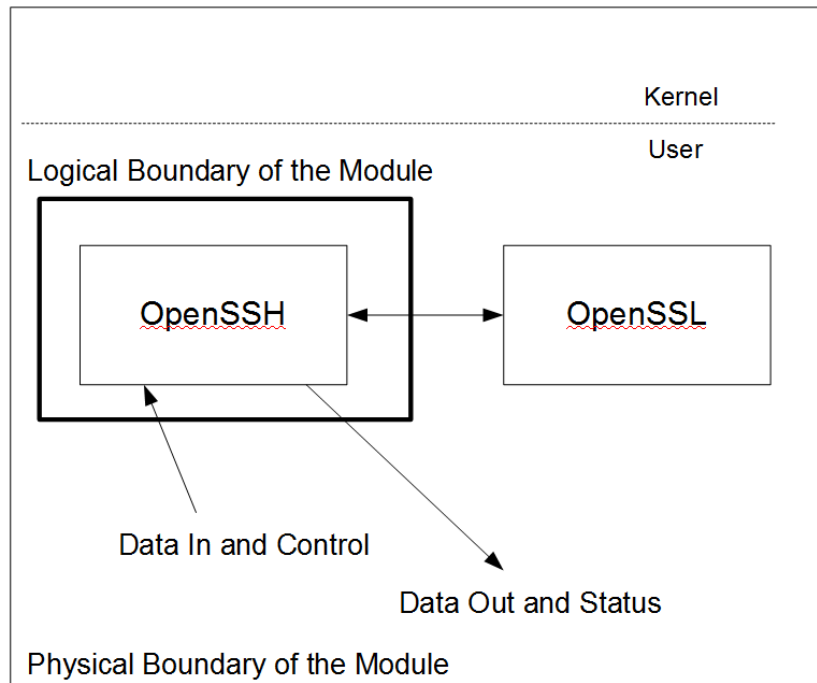 Kernel
User
Logical Boundary of the Module
OpenSSH
OpenSSL
Data In and Control
Data Out and Status
Physical Boundary of the Module